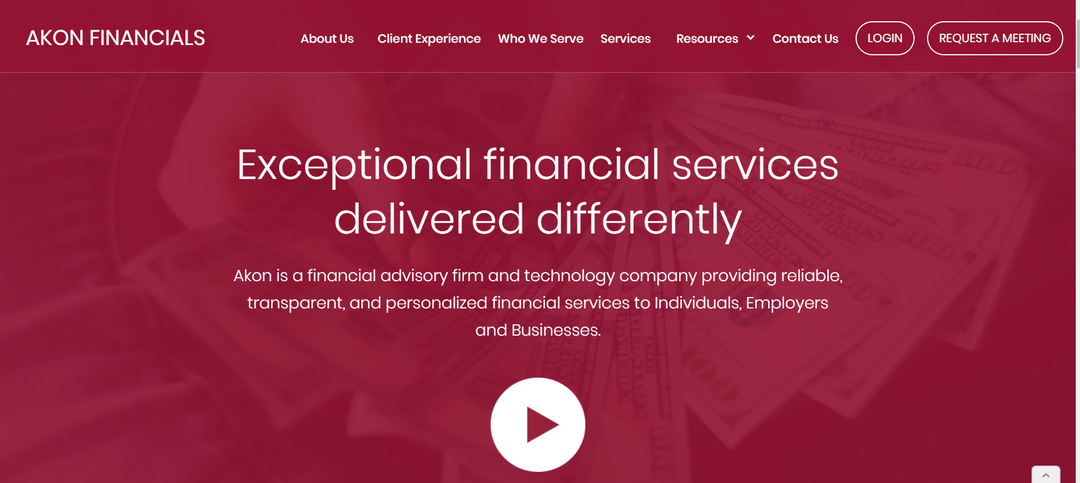 AKON FINANCIALS
About Us Client Experience Who We Serve Services Resources Contact Us LOGIN REQUEST A MEETING
Exceptional financial services
delivered differently
Akon is a financial advisory firm and technology company providing reliable,
transparent, and personalized financial services to Individuals, Employers
and Businesses.